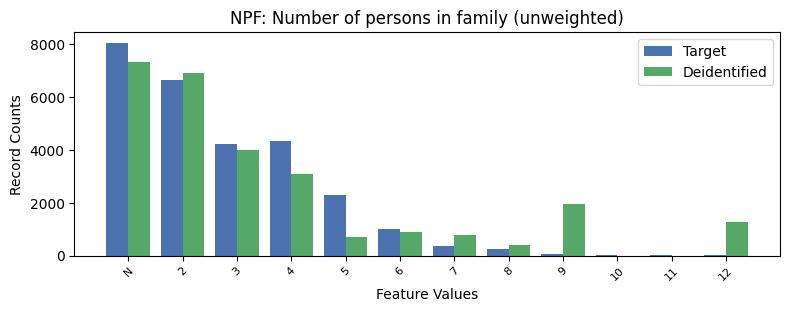 NPF: Number of persons in family (unweighted)
Target
Deidentified
Record Counts
8000
6000
4000
2000
0
N 2 3 4 5 6 7 8 9 10 11 12
Feature Values